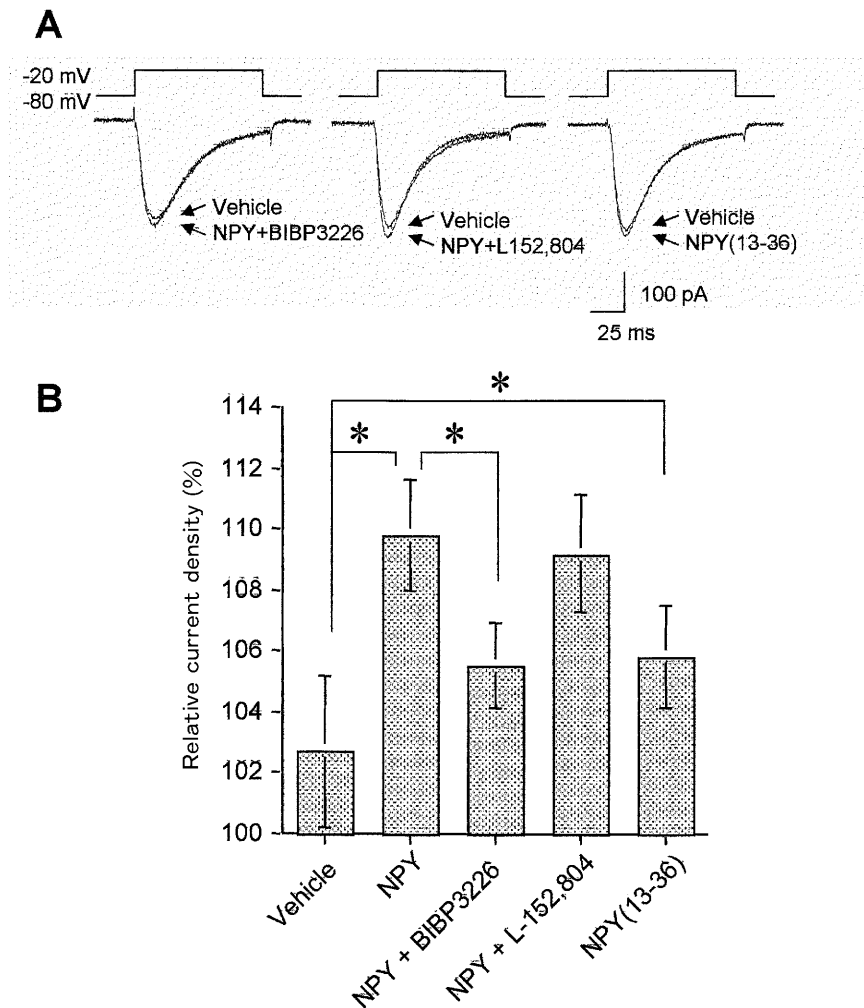 A
-20 mV
-80 mV
Vehicle
NPY+BIBP3226
Vehicle
NPY+L152,804
Vehicle
NPY(13-36)
100 pA
25 ms
B
Relative current density (%)
114
112
110
108
106
104
102
100
*
*
*
Vehicle
NPY
NPY + BIBP3226
NPY + L-152,804
NPY(13-36)